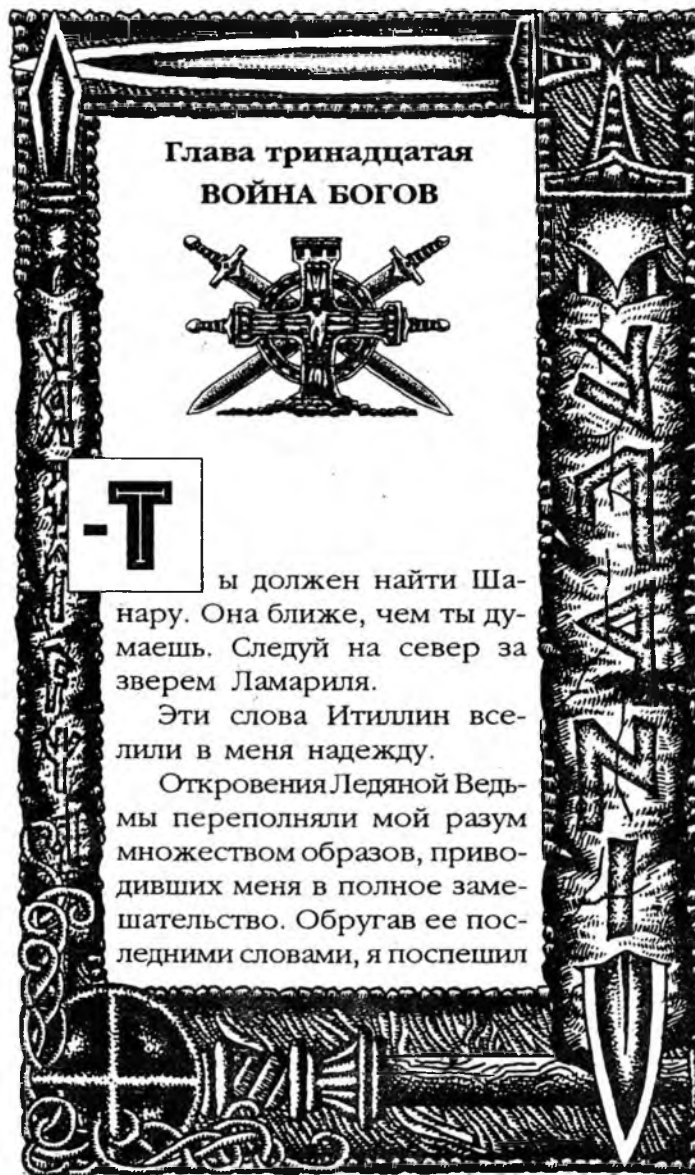 Глава тринадцатая
ВОЙНА БОГОВ
-Т
ы должен найти Ша-
нару. Она ближе, чем ты ду-
маешь. Следуй на север за
зверем Ламариля.
Эти слова Итиллин все-
лили в меня надежду.
Откровения Ледяной Ведь-
мы переполняли мой разум
множеством образов, приво-
дивших меня в полное заме-
шательство. Обругав ее пос-
ледними словами, я поспешил